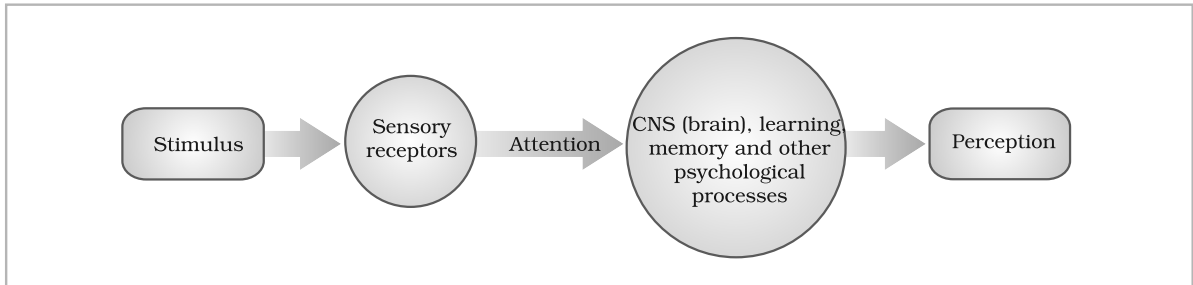 Stimulus
Sensory
receptors
Attention
CNS (brain), learning,
memory and other
psychological
processes
Perception